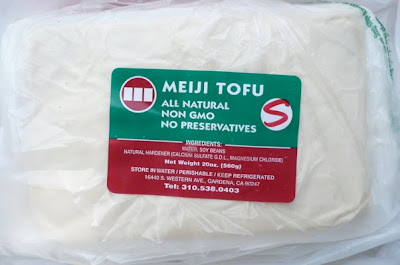 MEIJI TOFU
ALL NATURAL
NON GMO
NO PRESERVATIVES
S
INGREDIENTS:
WATER, SOY BEANS
NATURAL HARDENER (CALCIUM SULFATE G.D.L., MAGNESIUM CHLORIDE)
Net Weight 20oz. (560g)
STORE IN WATER / PERISHABLE / KEEP REFRIGERATED
16440 S. WESTERN AVE., GARDENA, CA 90247
Tel: 310.538.0403